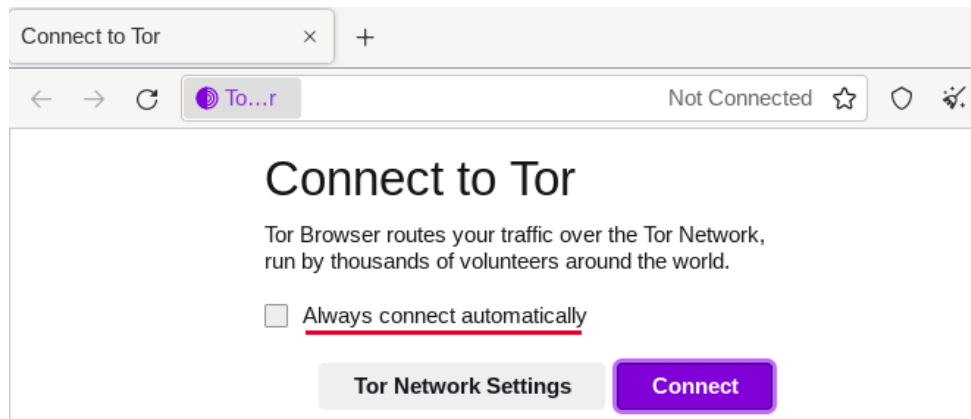 Connect to Tor
To...r Not Connected
Connect to Tor
Tor Browser routes your traffic over the Tor Network,
run by thousands of volunteers around the world.
Always connect automatically
Tor Network Settings Connect